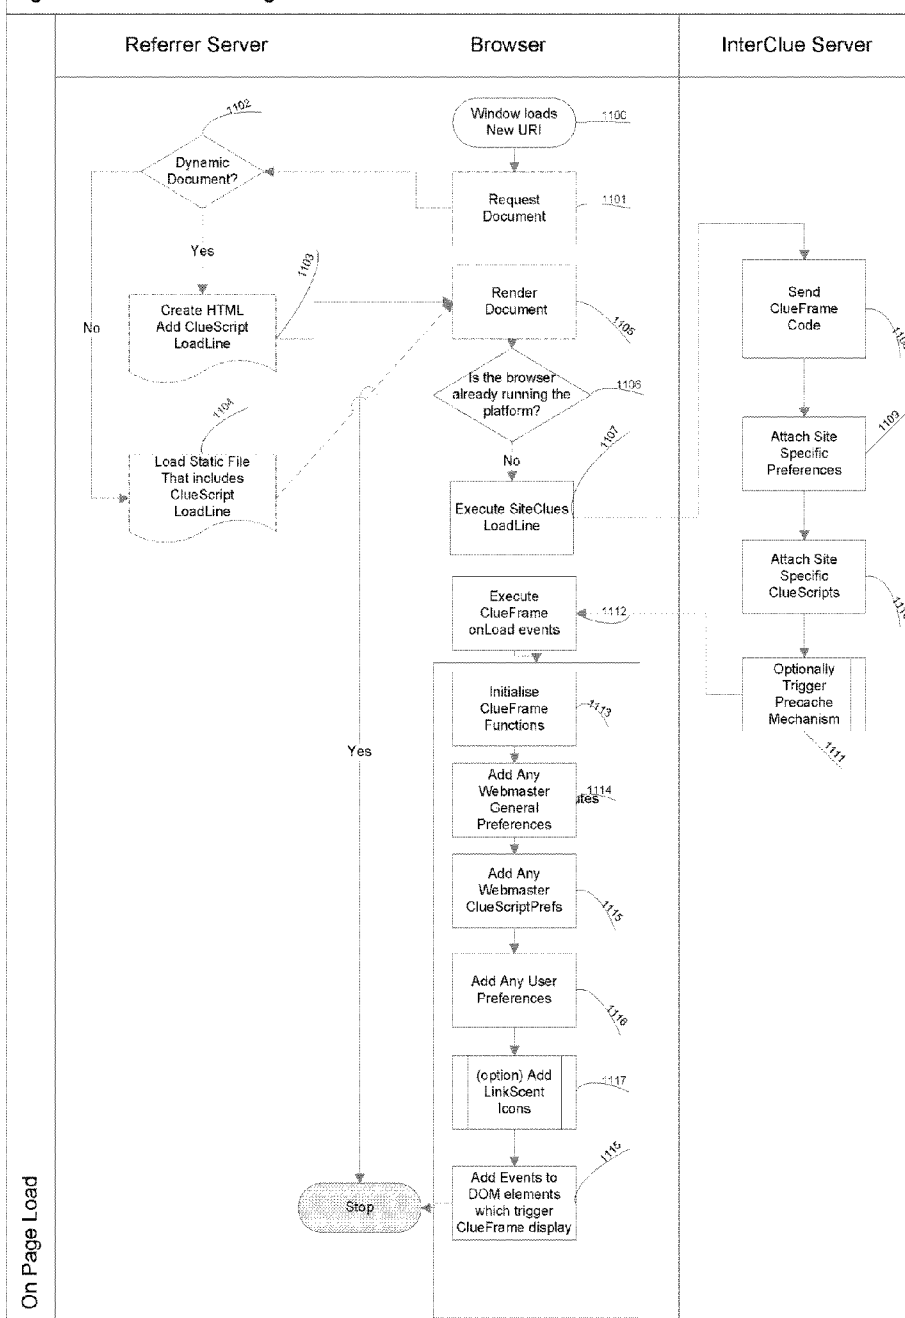 Referrer Server
Browser
InterClue Server
1102
Window loads
New URI
1100
Dynamic
Document?
Request
Document
1101
Yes
1103
Send
ClueFrame
Code
Create HTML
Add ClueScript
LoadLine
Render
Document
1105
No
Is the browser
already running the
platform?
1106
1104
1107
1109
Attach Site
Specific
Preferences
Load Static File
That includes
ClueScript
LoadLine
No
Execute SiteClues
LoadLine
Attach Site
Specific
ClueScripts
Execute
ClueFrame
onLoad events
1112
Optionally
Trigger
Precache
Mechanism
1111
Initialise
ClueFrame
Functions
1113
Yes
Add Any
Webmaster
General
Preferences
1114
Add Any
Webmaster
ClueScriptPrefs
1115
Add Any User
Preferences
1116
(option) Add
LinkScent
Icons
1117
1115
Add Events to
DOM elements
which trigger
ClueFrame display
Stop
On Page Load